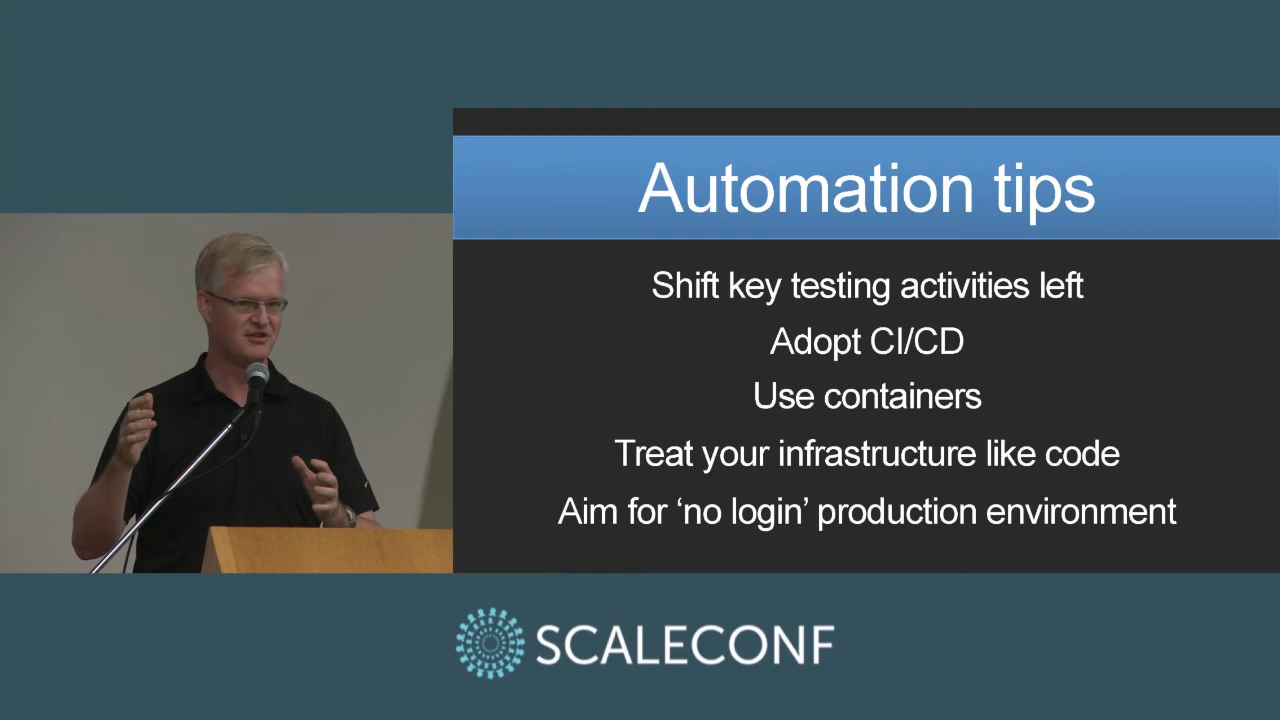 Automation tips
Shift key testing activities left
Adopt CI/CD
Use containers
Treat your infrastructure like code
Aim for ‘no login’ production environment
SCALECONF